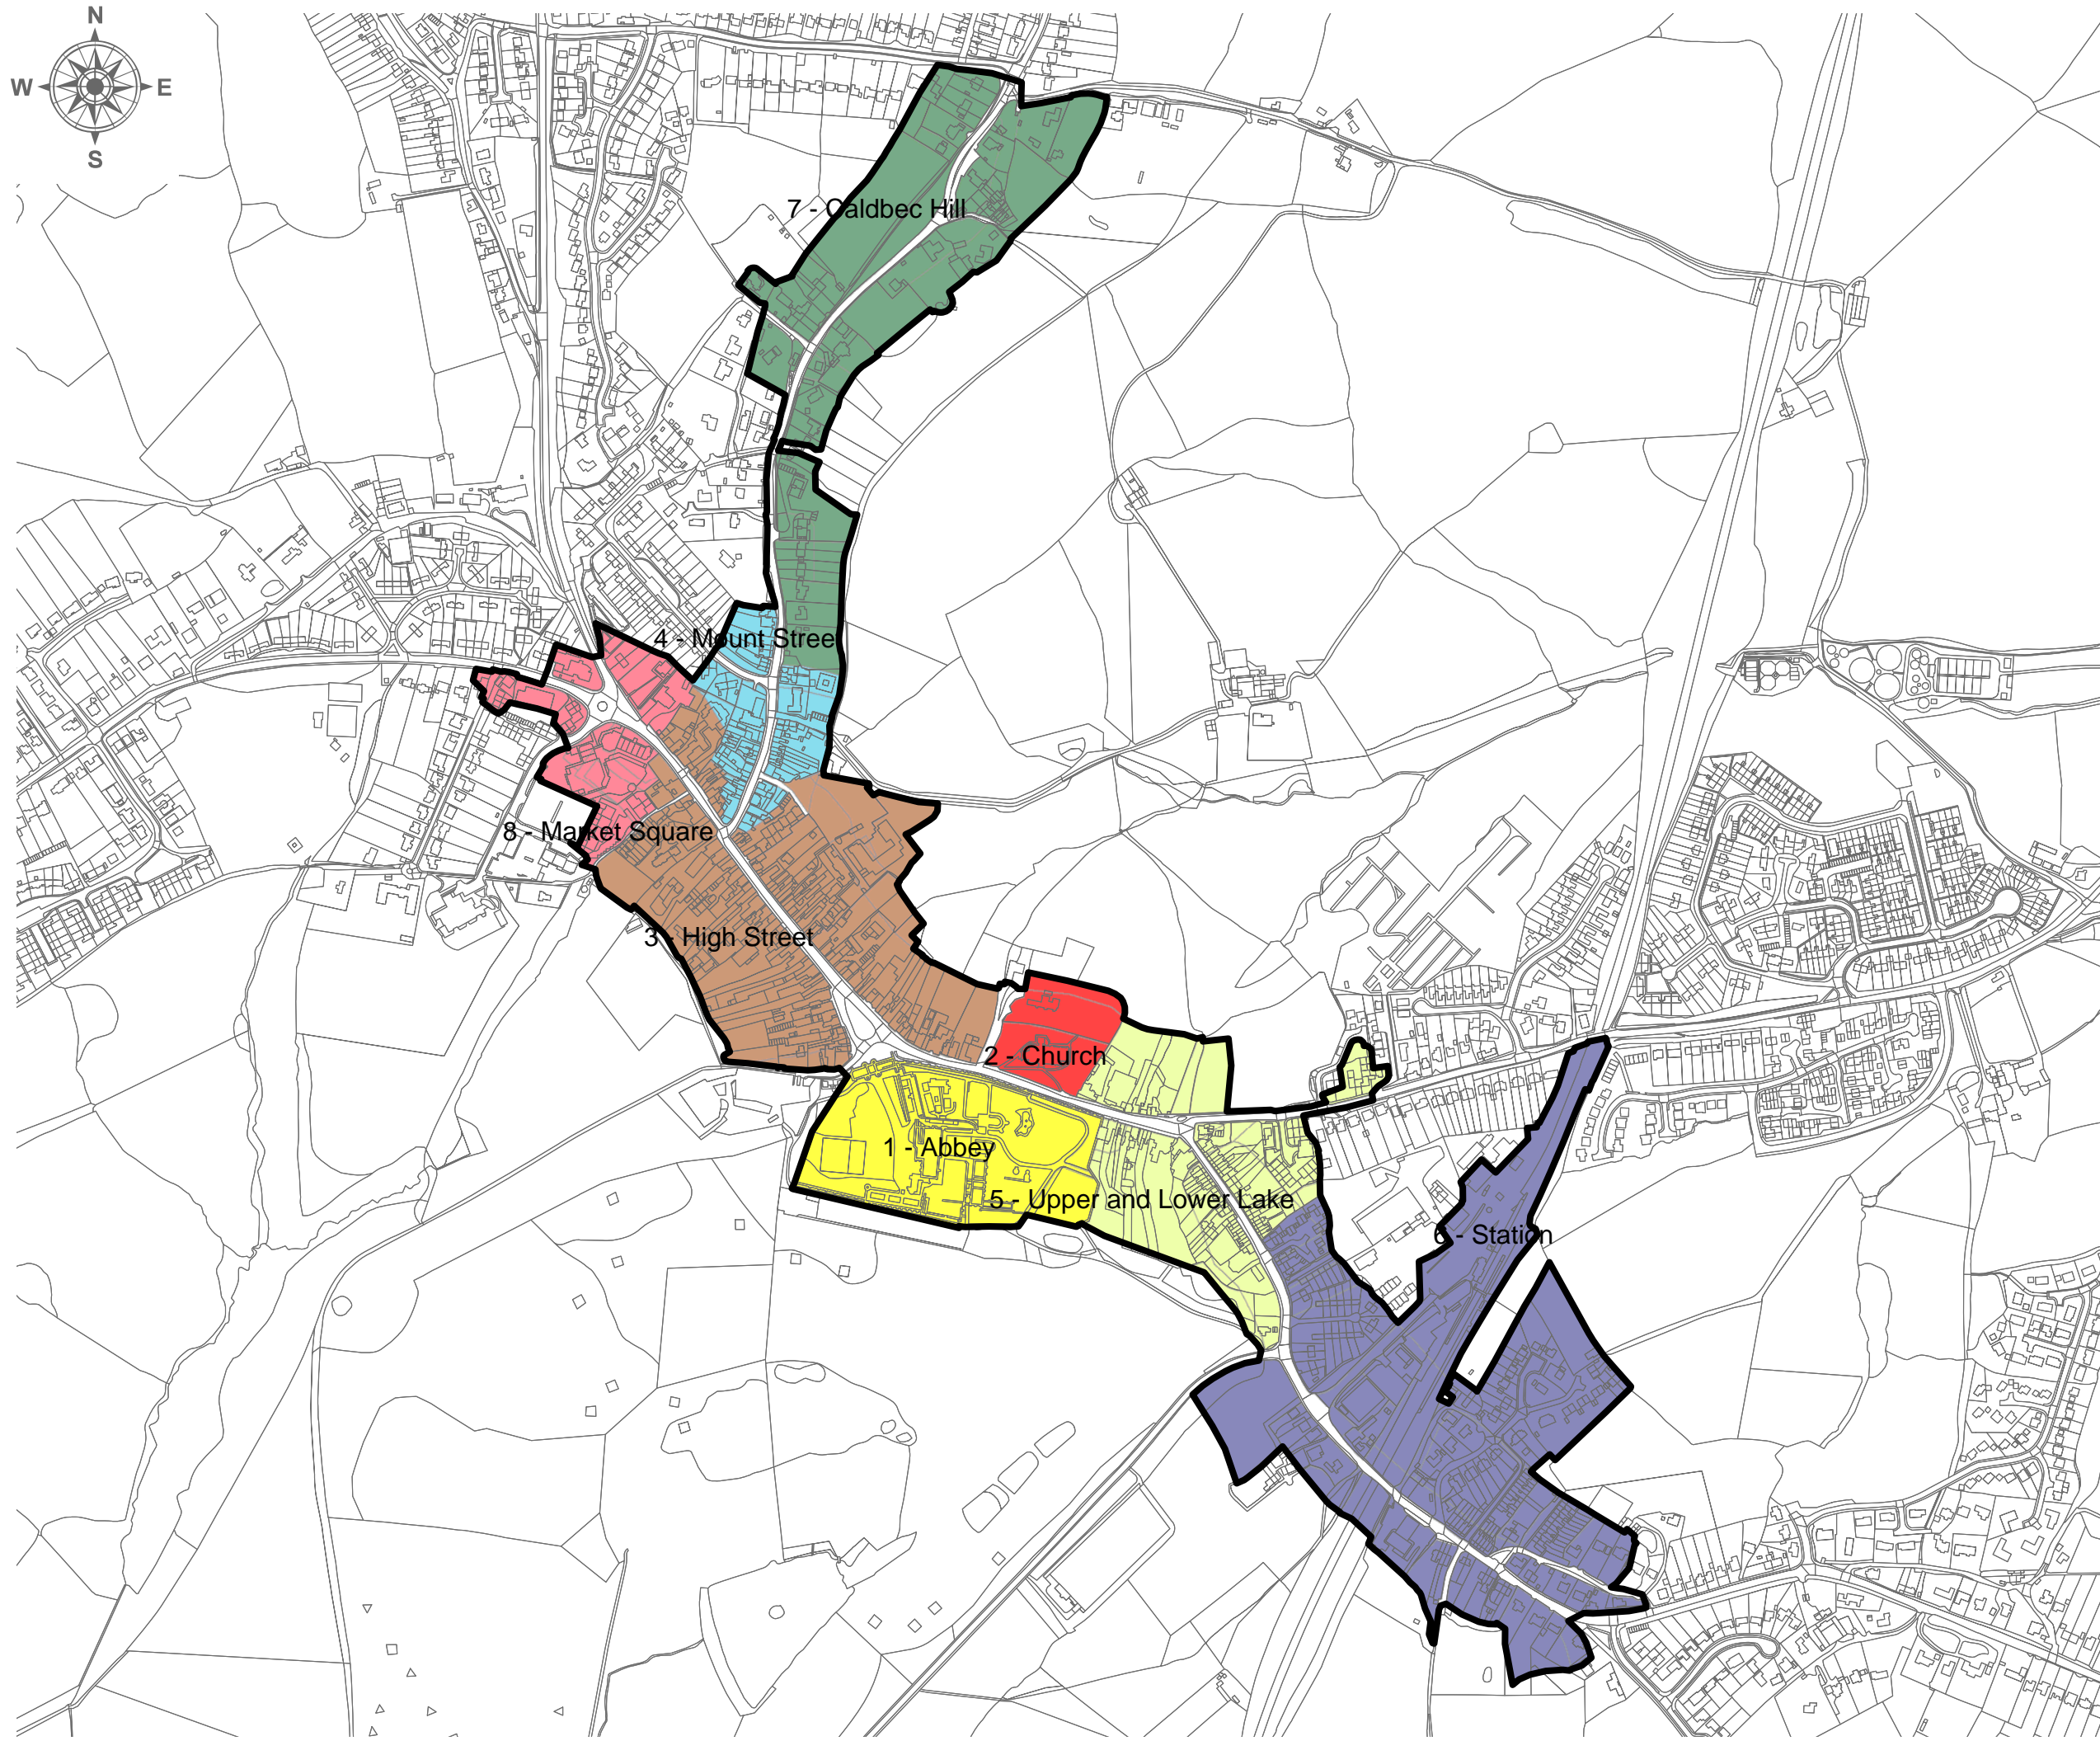 N
W E
S
7 - Caldbec Hill
4 - Mount Street
8 - Market Square
3 - High Street
2 - Church
1 - Abbey
5 - Upper and Lower Lake
6 - Station